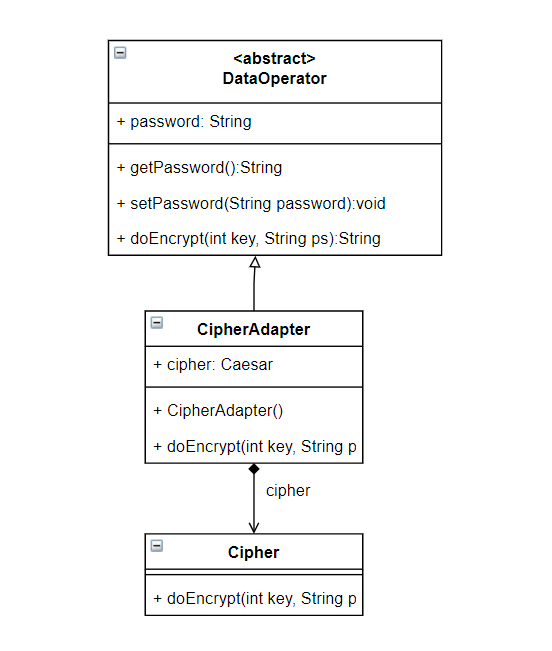 <abstract>
DataOperator
+ password: String
+ getPassword():String
+ setPassword(String password):void
+ doEncrypt(int key, String ps):String
CipherAdapter
+ cipher: Caesar
+ CipherAdapter()
+ doEncrypt(int key, String p
cipher
Cipher
+ doEncrypt(int key, String p